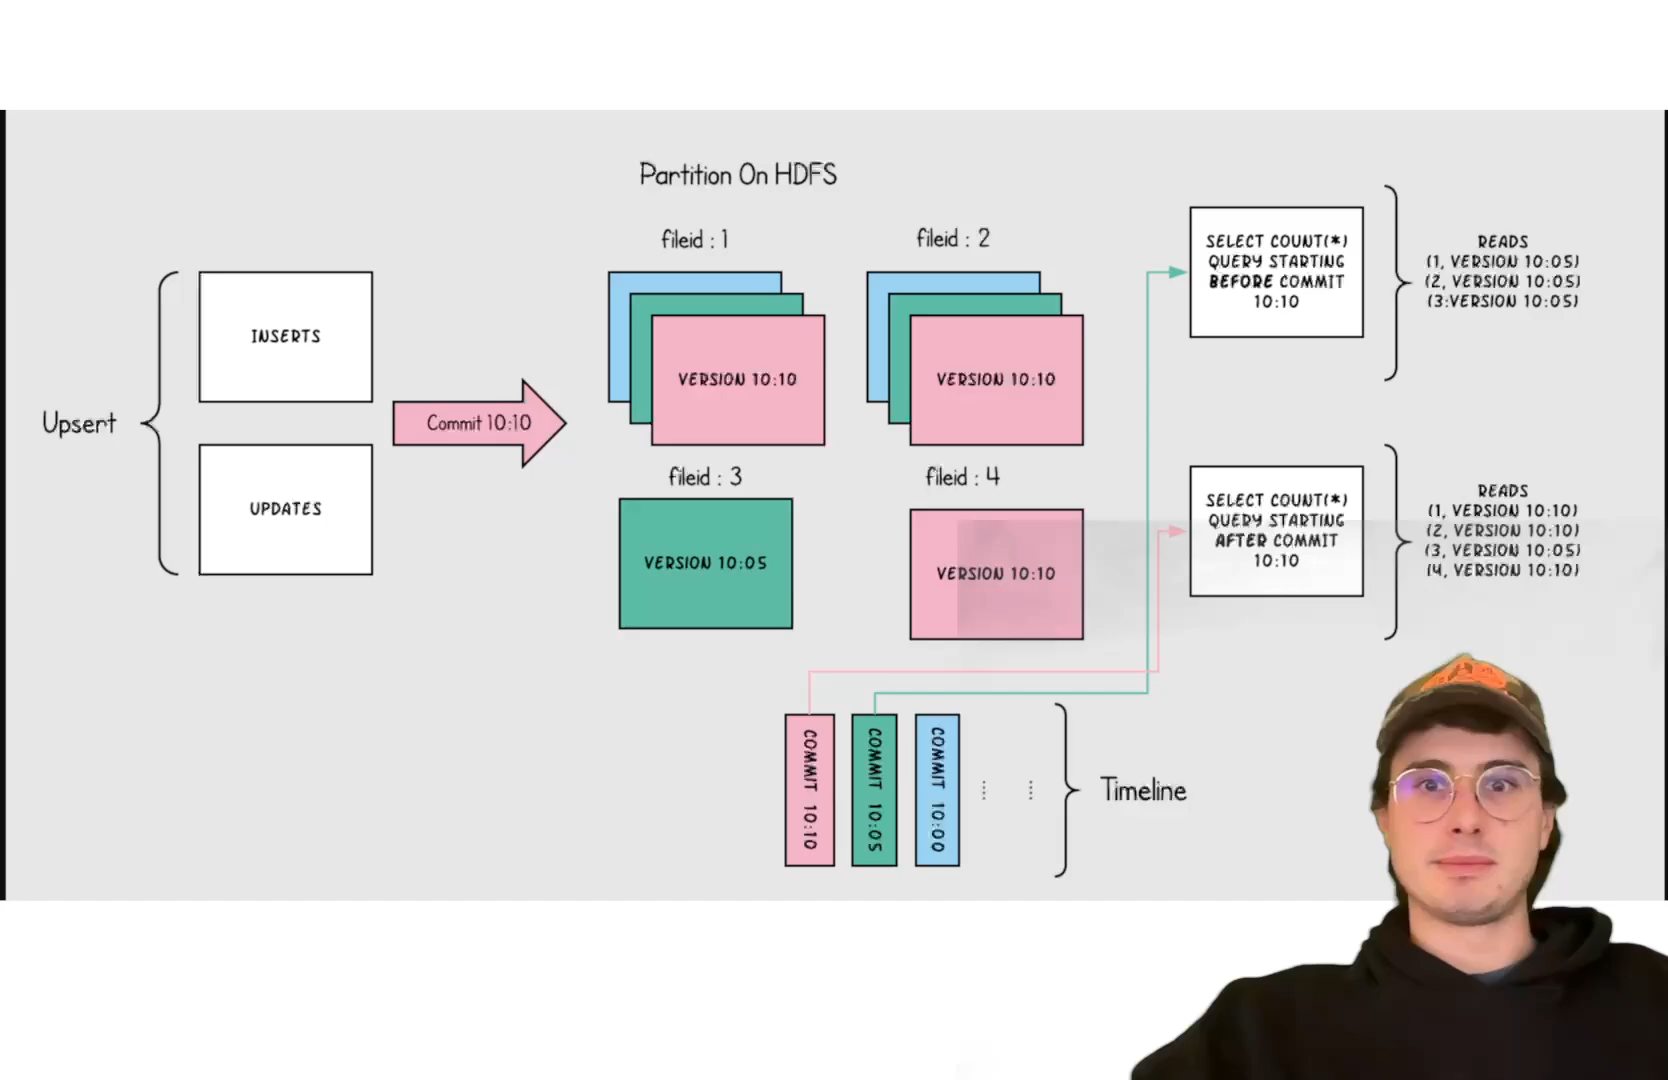 Partition On HDFS
Upsert
INSERTS
UPDATES
Commit 10:10
fileid : 1
VERSION 10:10
fileid : 2
VERSION 10:10
fileid : 3
VERSION 10:05
fileid : 4
VERSION 10:10
SELECT COUNT(*)
QUERY STARTING
BEFORE COMMIT
10:10
READS
(1, VERSION 10:05)
(2, VERSION 10:05)
(3:VERSION 10:05)
SELECT COUNT(*)
QUERY STARTING
AFTER COMMIT
10:10
READS
(1, VERSION 10:10)
(2, VERSION 10:10)
(3, VERSION 10:05)
(4, VERSION 10:10)
COMMIT 10:10
COMMIT 10:05
COMMIT 10:00
Timeline